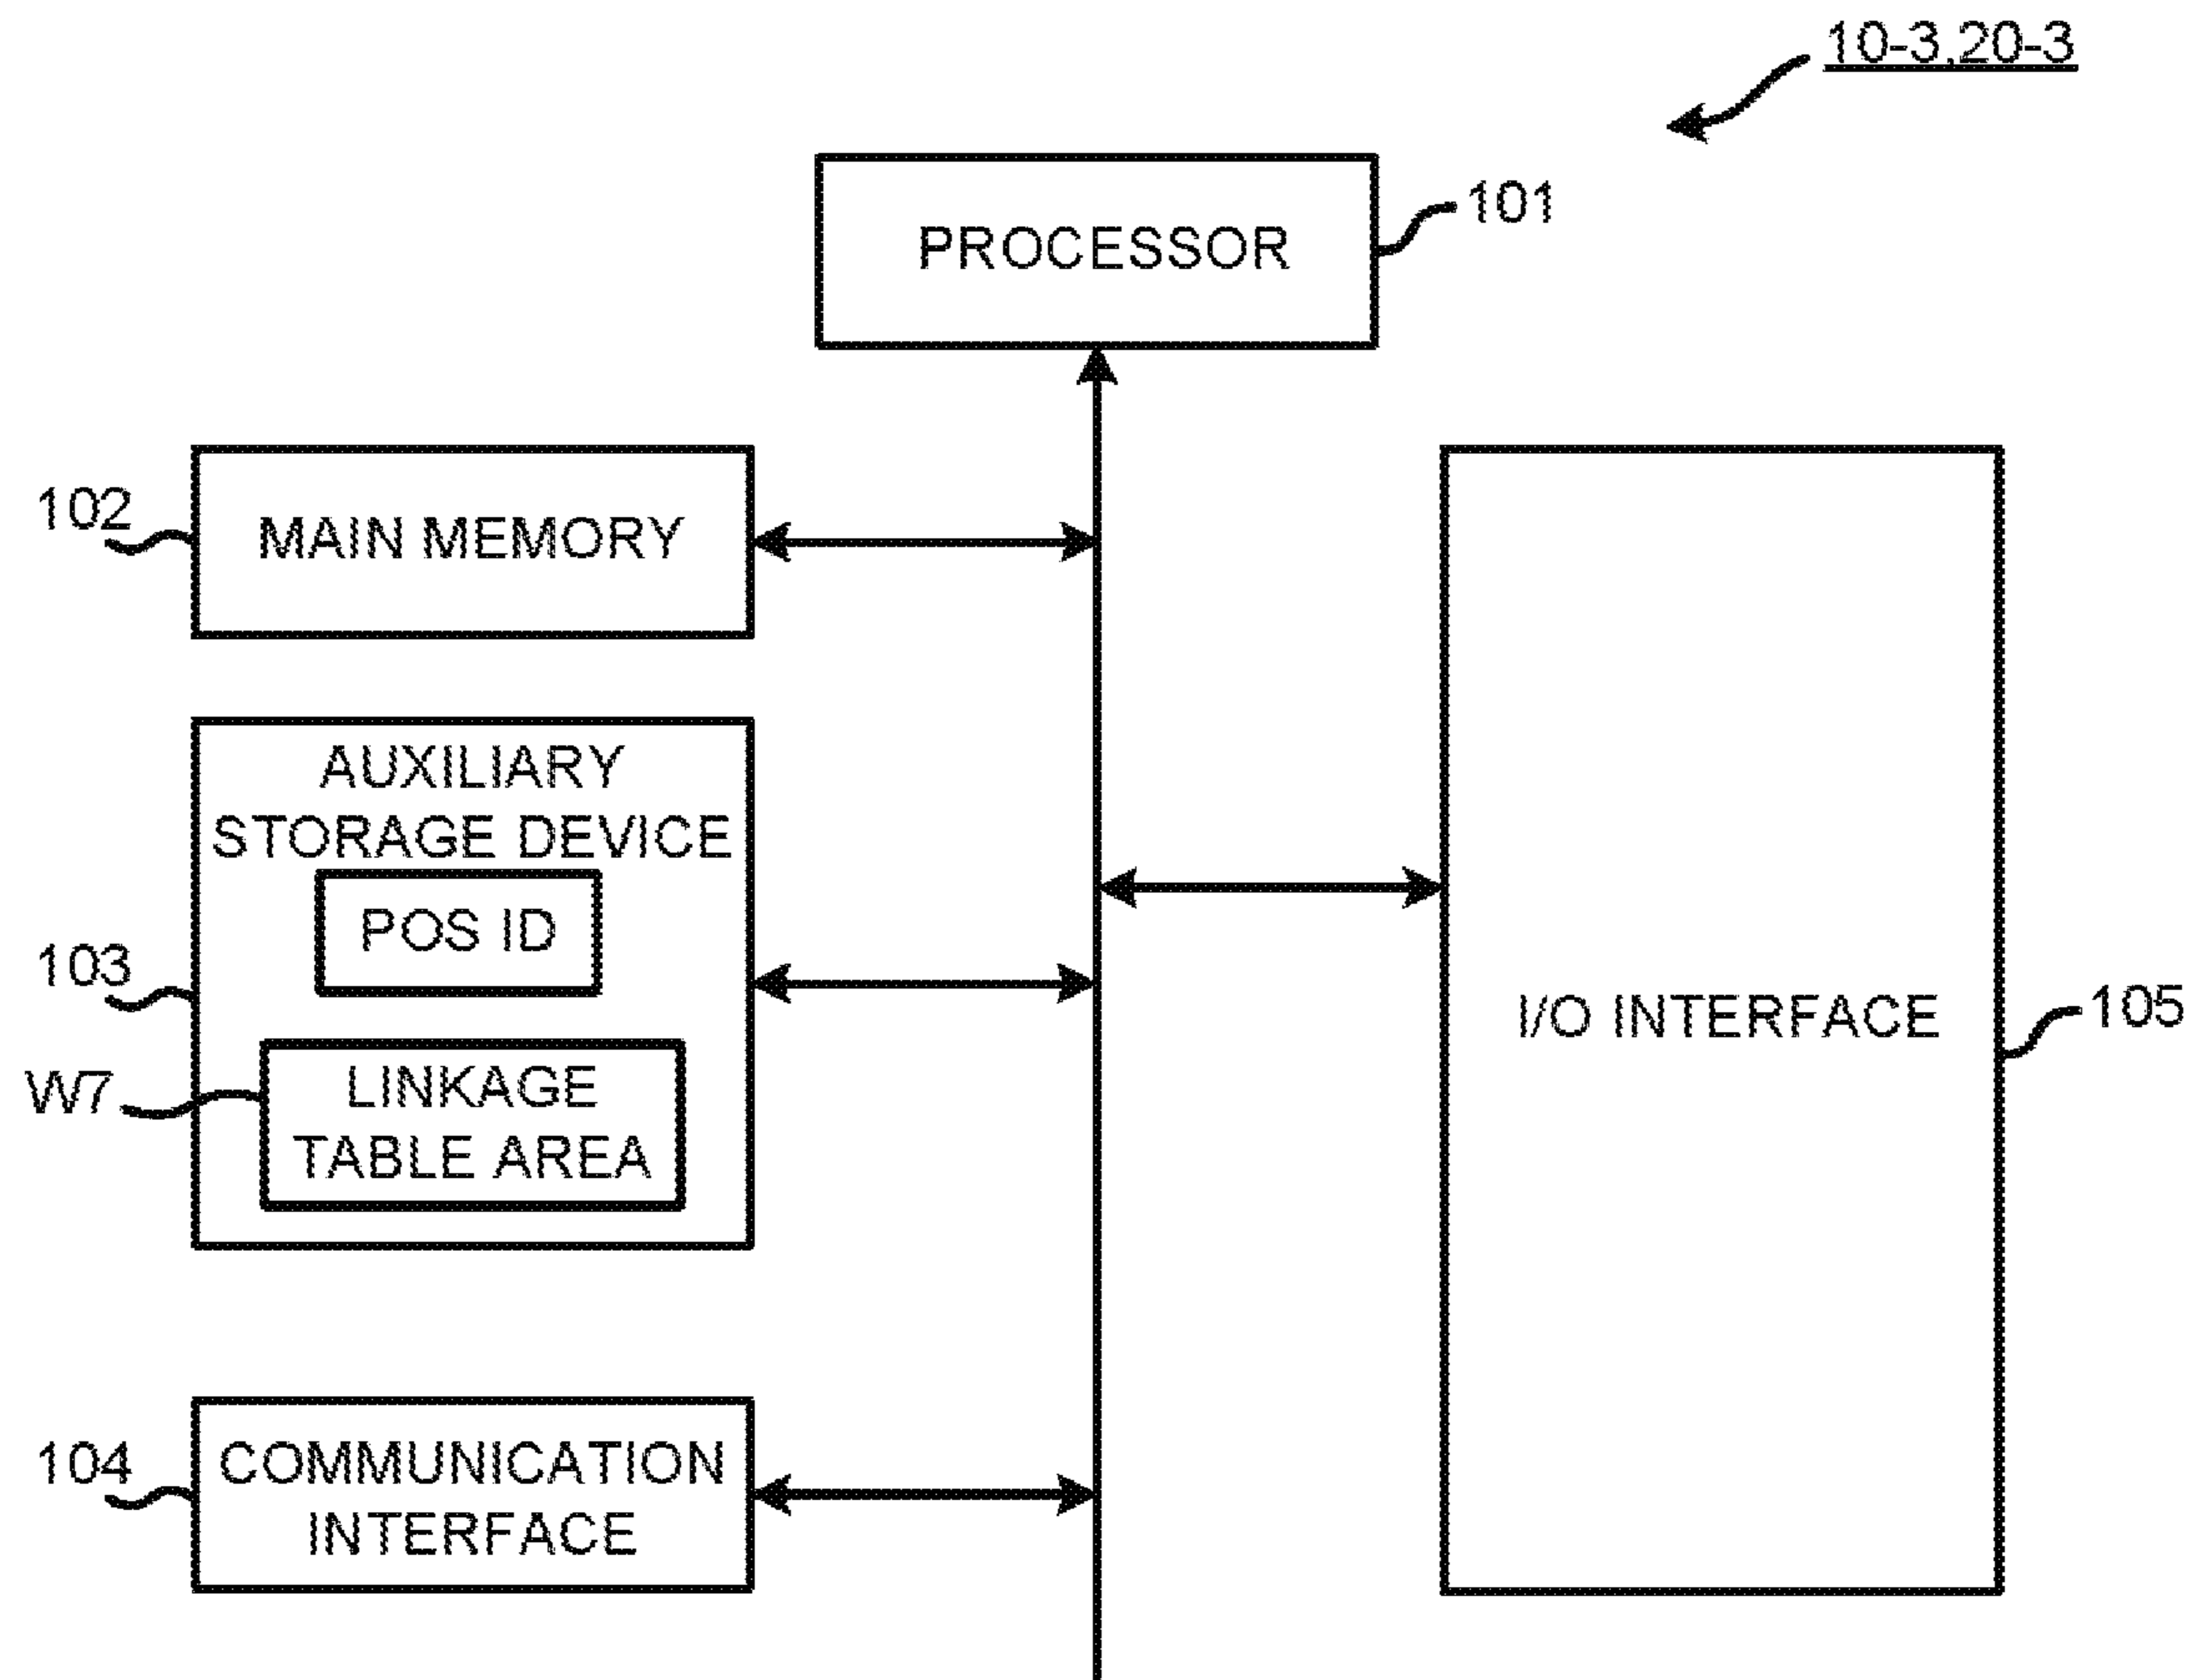 10-3,20-3
PROCESSOR
101
102
MAIN MEMORY
AUXILIARY
STORAGE DEVICE
POS ID
103
W7
LINKAGE
TABLE AREA
I/O INTERFACE
105
104
COMMUNICATION
INTERFACE